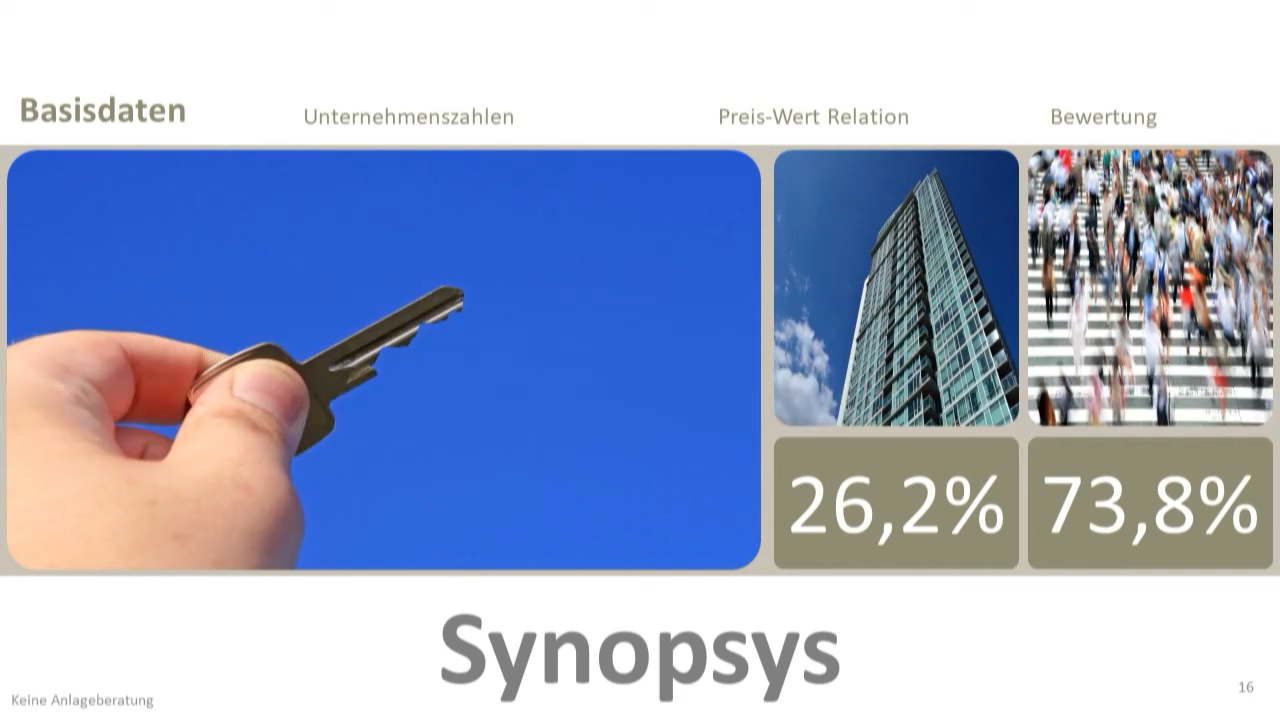 Basisdaten
Unternehmenszahlen
Preis-Wert Relation
Bewertung
26,2%
73,8%
Synopsys
Keine Anlageberatung
16